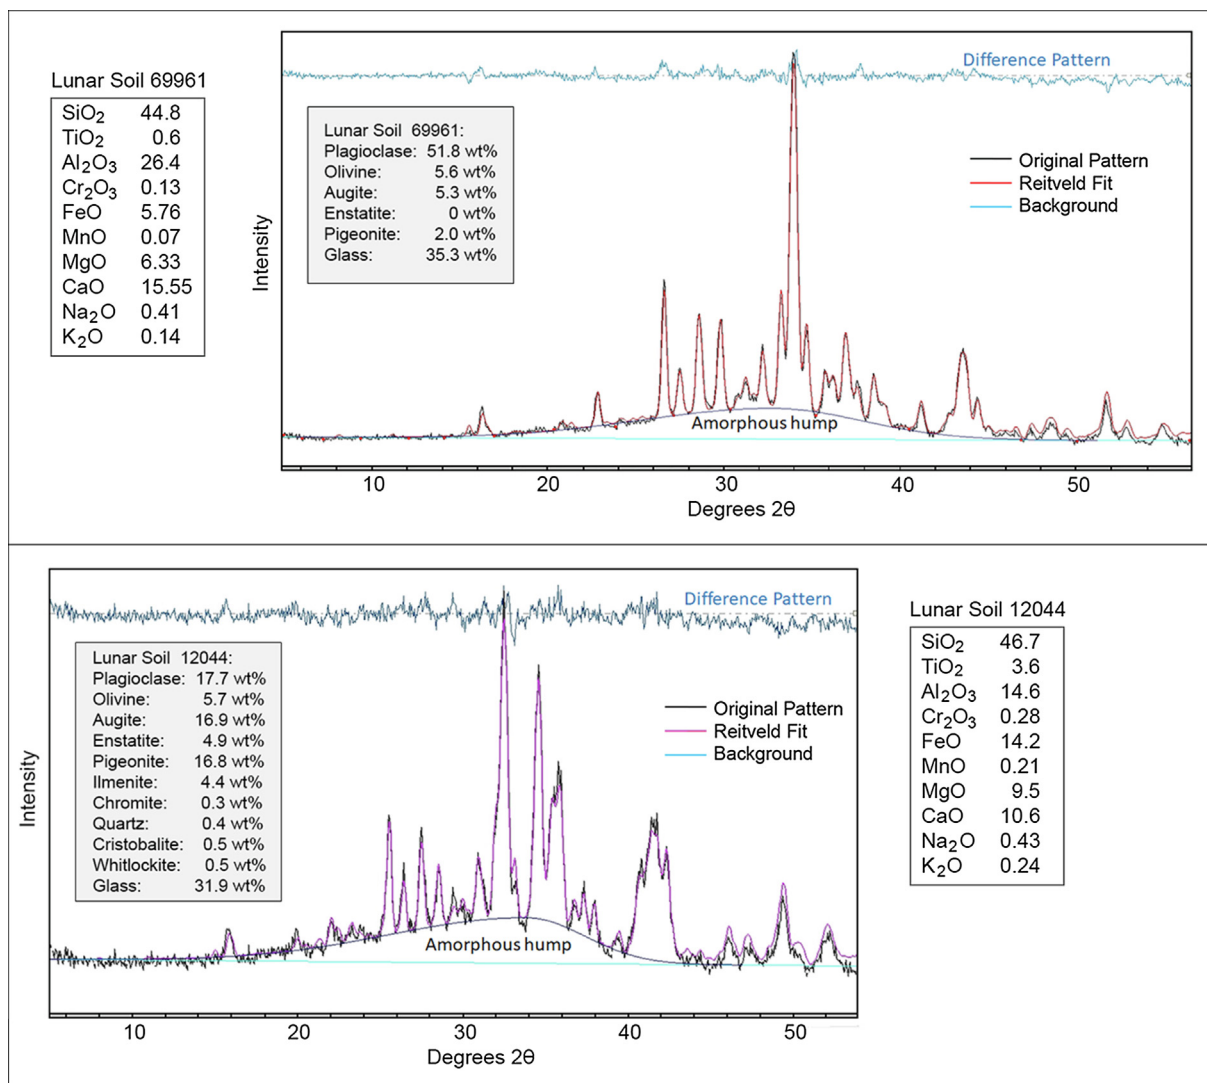 Lunar Soil 69961
SiO₂ 44.8
TiO₂ 0.6
Al₂O₃ 26.4
Cr₂O₃ 0.13
FeO 5.76
MnO 0.07
MgO 6.33
CaO 15.55
Na₂O 0.41
K₂O 0.14
Difference Pattern
Lunar Soil 69961:
Plagioclase: 51.8 wt%
Olivine: 5.6 wt%
Augite: 5.3 wt%
Enstatite: 0 wt%
Pigeonite: 2.0 wt%
Glass: 35.3 wt%
Original Pattern
Reitveld Fit
Background
Intensity
Amorphous hump
10 20 30 40 50
Degrees 2θ
Difference Pattern
Lunar Soil 12044:
Plagioclase: 17.7 wt%
Olivine: 5.7 wt%
Augite: 16.9 wt%
Enstatite: 4.9 wt%
Pigeonite: 16.8 wt%
Ilmenite: 4.4 wt%
Chromite: 0.3 wt%
Quartz: 0.4 wt%
Cristobalite: 0.5 wt%
Whitlockite: 0.5 wt%
Glass: 31.9 wt%
Original Pattern
Reitveld Fit
Background
Intensity
Amorphous hump
10 20 30 40 50
Degrees 2θ
Lunar Soil 12044
SiO₂ 46.7
TiO₂ 3.6
Al₂O₃ 14.6
Cr₂O₃ 0.28
FeO 14.2
MnO 0.21
MgO 9.5
CaO 10.6
Na₂O 0.43
K₂O 0.24